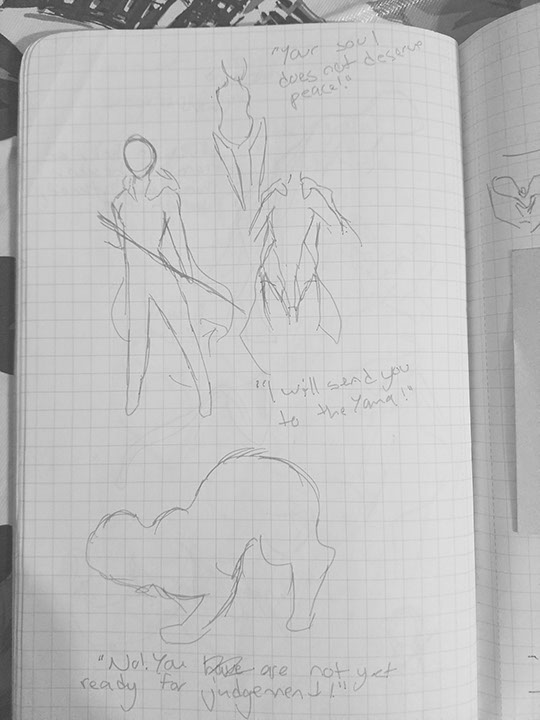 "Your soul
does not deserve
peace!"
"I will send you
to the Yama!"
"No! You are not yet
ready for judgement!"